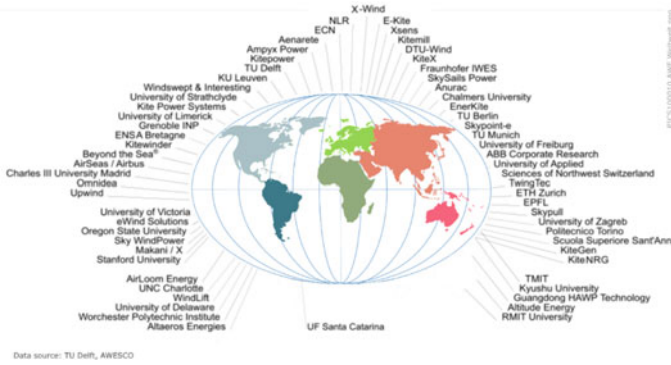 X-Wind
NLR
E-Kite
ECN
Xsens
Aenarete
Kitemill
Ampyx Power
DTU-Wind
Kitepower
KiteX
TU Delft
Fraunhofer IWES
KU Leuven
SkySails Power
Windswept & Interesting
Anurac
University of Strathclyde
Chalmers University
Kite Power Systems
EnerKite
University of Limerick
TU Berlin
Grenoble INP
Skypoint-e
ENSA Bretagne
TU Munich
Kitewinder
University of Freiburg
Beyond the Sea®
ABB Corporate Research
AirSeas / Airbus
University of Applied
Charles III University Madrid
Sciences of Northwest Switzerland
Omnidea
TwingTec
Upwind
ETH Zurich
EPFL
University of Victoria
Skypull
eWind Solutions
University of Zagreb
Oregon State University
Politecnico Torino
Sky WindPower
Scuola Superiore Sant'Ann
Makani / X
KiteGen
Stanford University
KiteNRG
AirLoom Energy
TMIT
UNC Charlotte
Kyushu University
WindLift
Guangdong HAWP Technology
University of Delaware
Altitude Energy
Worchester Polytechnic Institute
RMIT University
Altaeros Energies
UF Santa Catarina
Data source: TU Delft, AWESCO